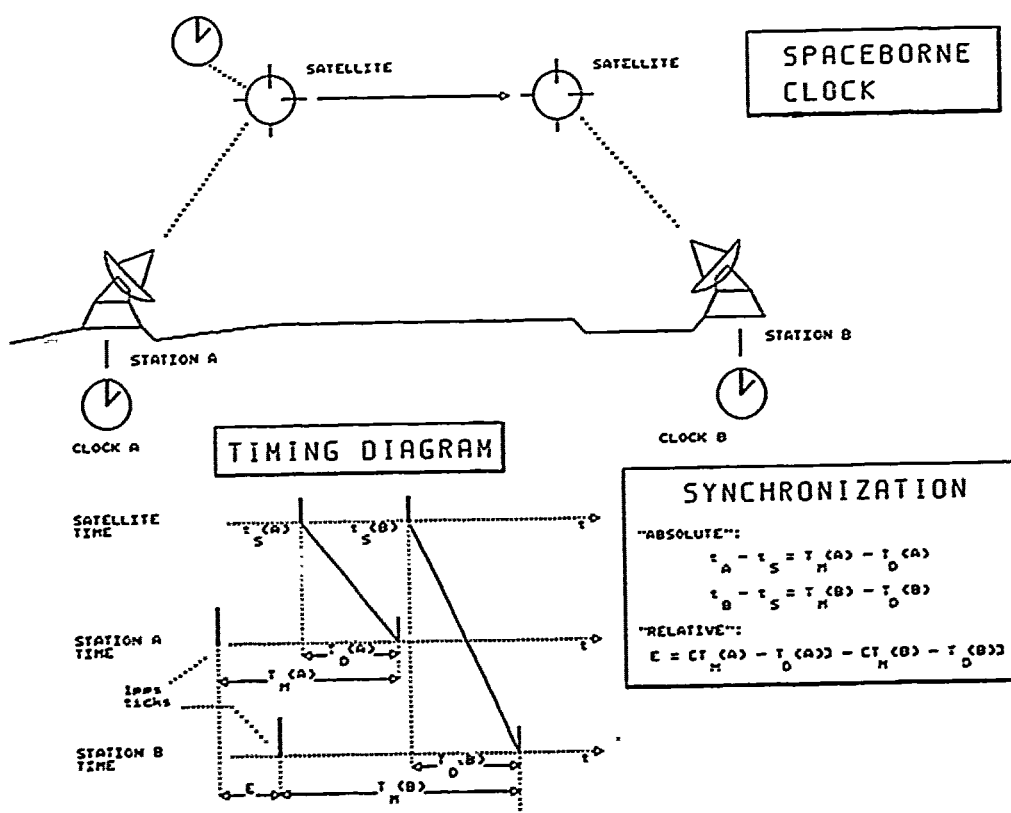 SATELLITE
SATELLITE
SPACEBORNE
CLOCK
STATION A
STATION B
CLOCK A
CLOCK B
TIMING DIAGRAM
SATELLITE
TIME
t_S(A)
t_S(B)
t
STATION A
TIME
t
T_D(A)
T_M(A)
1pps
ticks
STATION B
TIME
t
T_D(B)
E
T_M(B)
SYNCHRONIZATION
"ABSOLUTE":
t_A - t_S = T_M(A) - T_D(A)
t_B - t_S = T_M(B) - T_D(B)
"RELATIVE":
E = [T_M(A) - T_D(A)] - [T_M(B) - T_D(B)]